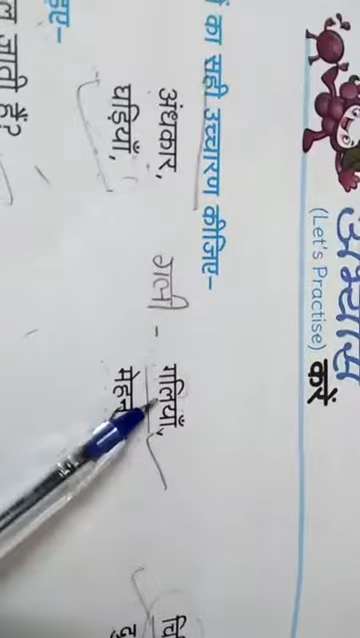 अभ्यास करें
(Let's Practise)
का सही उच्चारण कीजिए-
अंधकार, गली - गलियाँ,
घड़ियाँ,
जाती हैं?